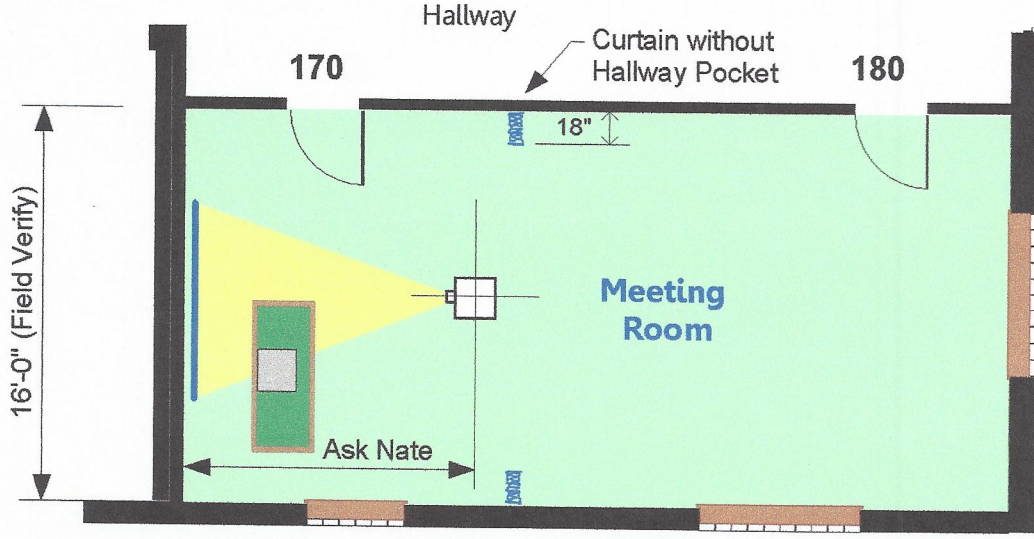 Hallway
Curtain without
Hallway Pocket
170
180
18"
16'-0" (Field Verify)
Meeting
Room
Ask Nate